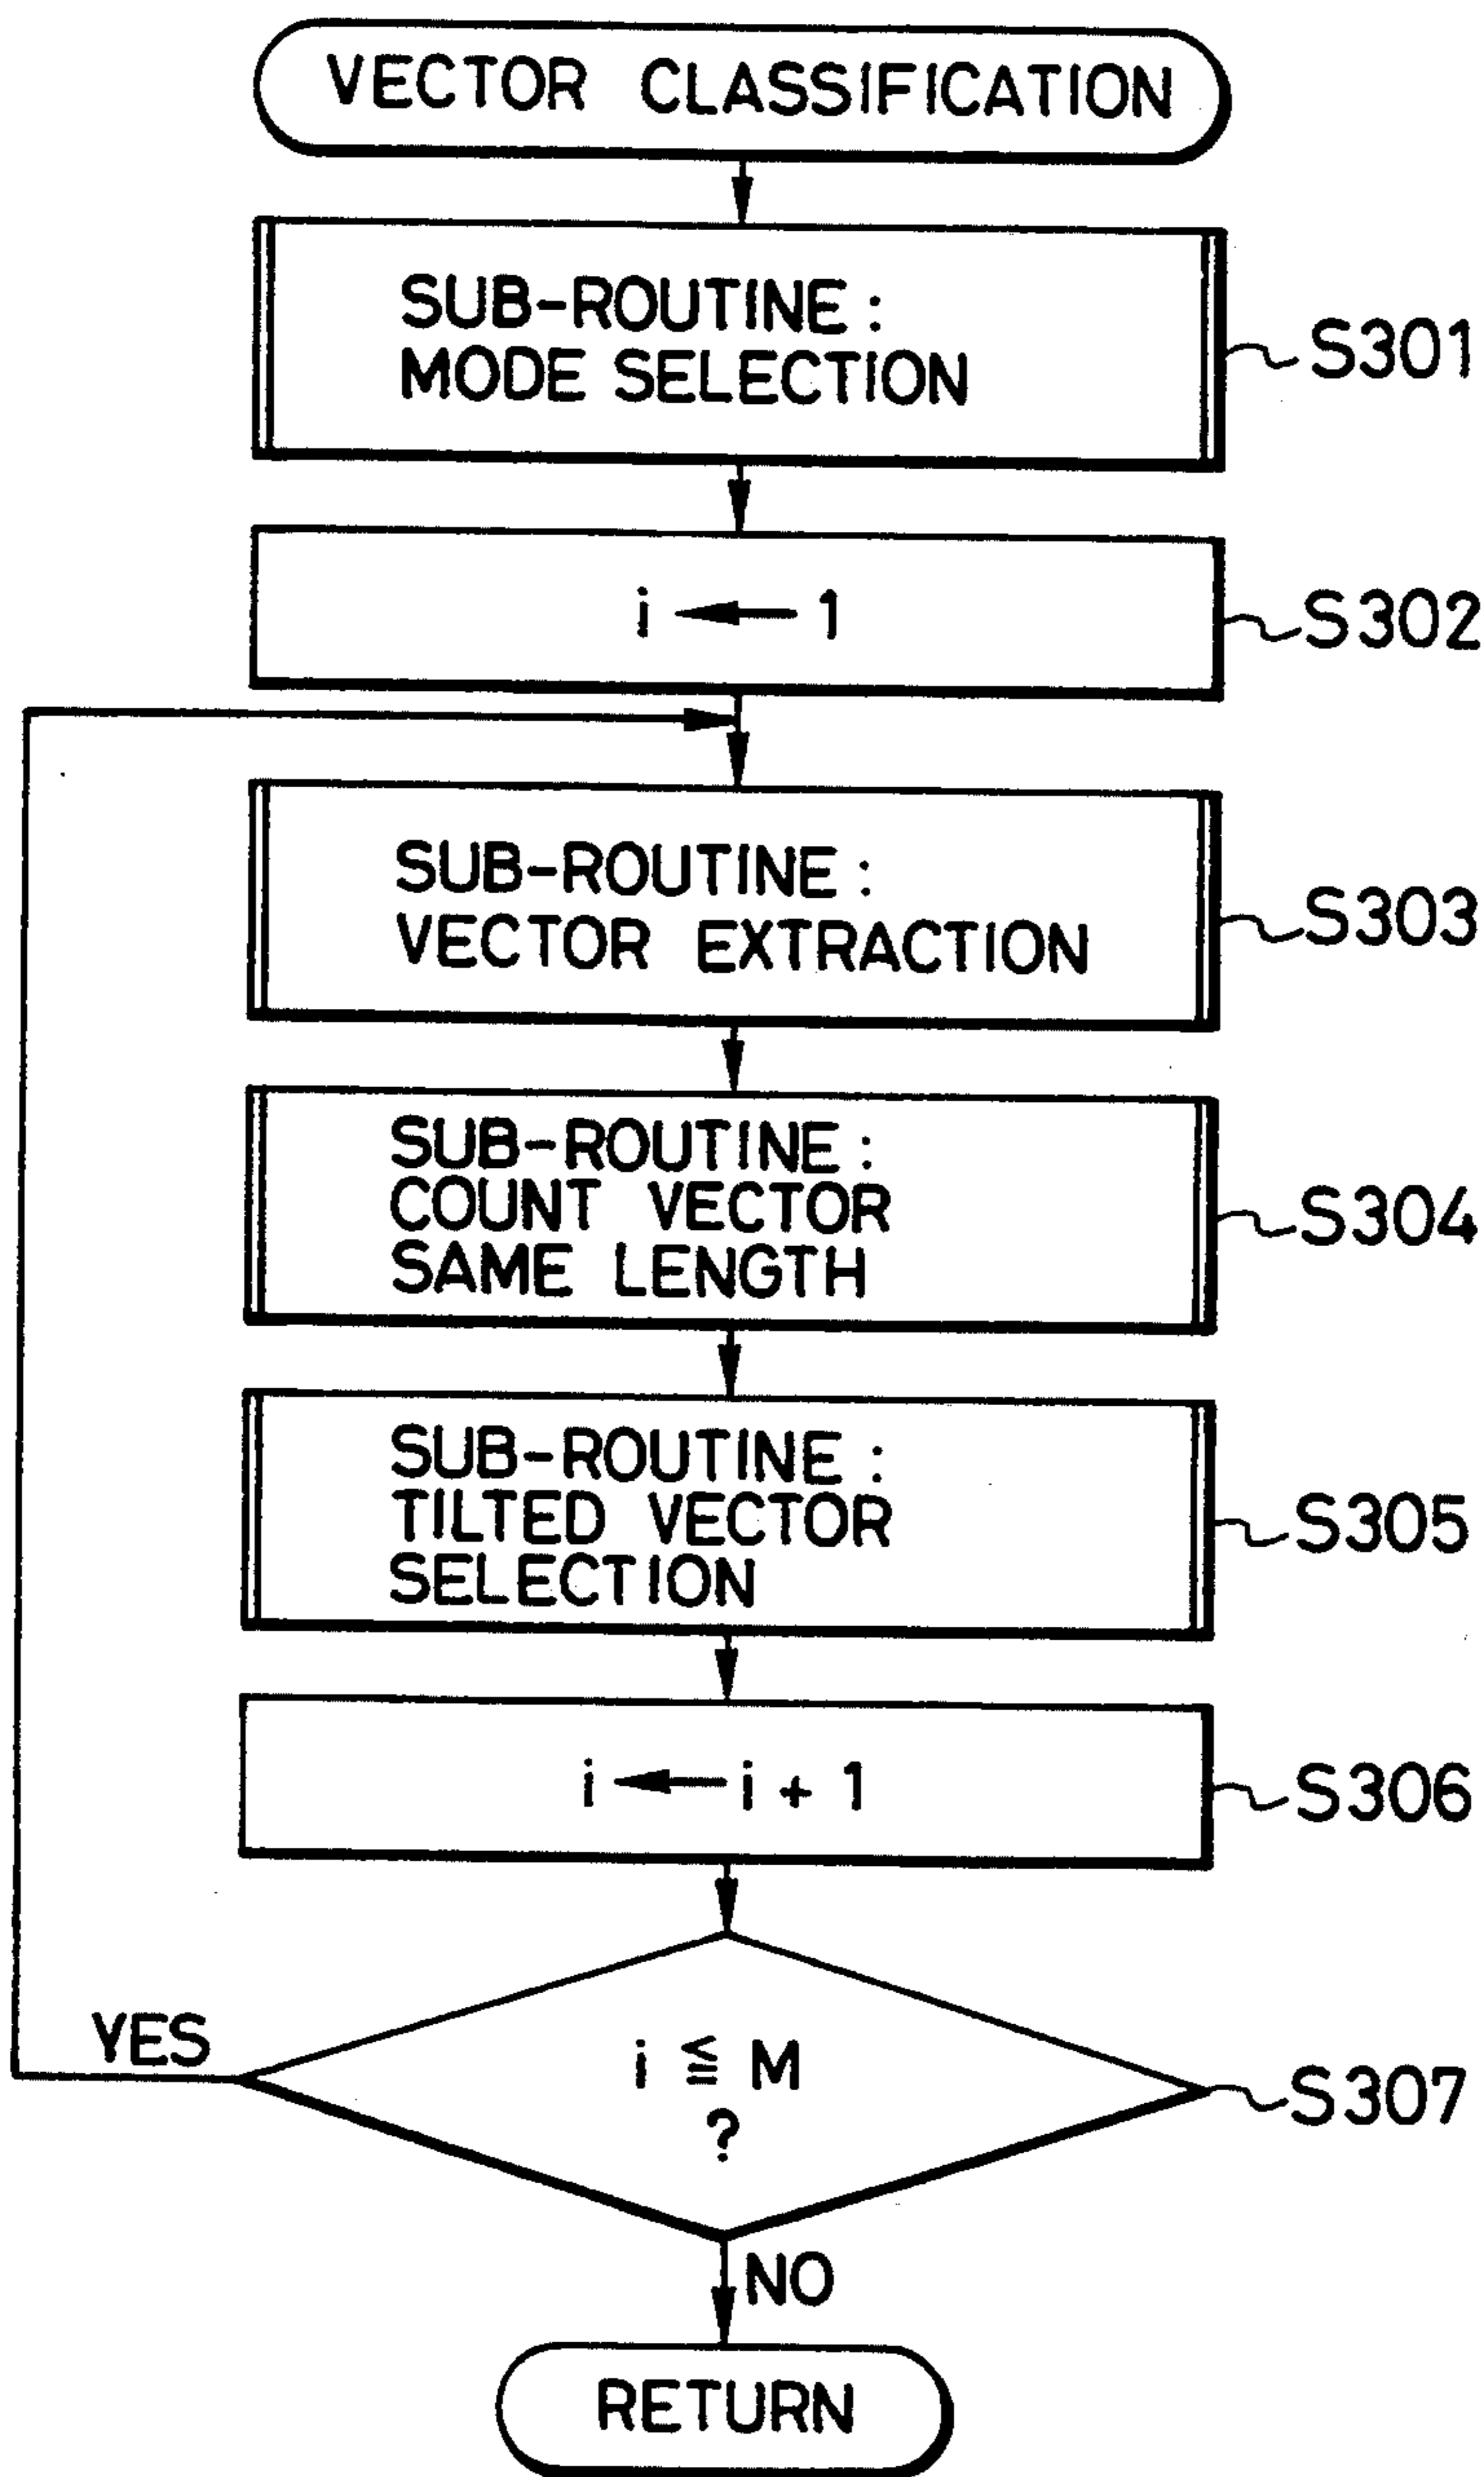 VECTOR CLASSIFICATION
SUB-ROUTINE :
MODE SELECTION
S301
i ← 1
S302
SUB-ROUTINE :
VECTOR EXTRACTION
S303
SUB-ROUTINE :
COUNT VECTOR
SAME LENGTH
S304
SUB-ROUTINE :
TILTED VECTOR
SELECTION
S305
i ← i + 1
S306
YES
i ≦ M
?
S307
NO
RETURN